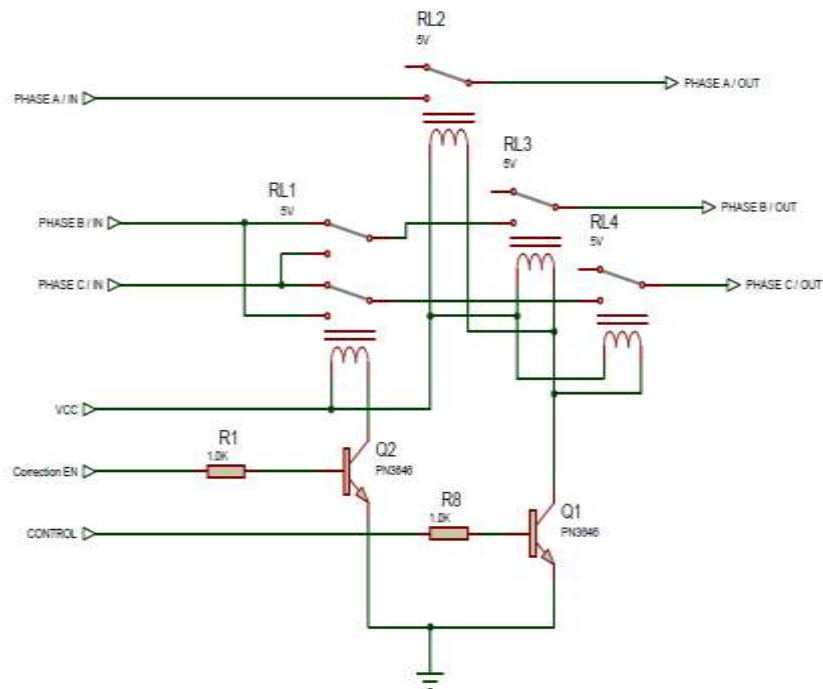 RL2
5V
PHASE A / IN
PHASE A / OUT
RL3
5V
RL1
5V
PHASE B / IN
PHASE B / OUT
RL4
5V
PHASE C / IN
PHASE C / OUT
VCC
R1
1.0K
Q2
PN3646
Correction EN
R8
1.0K
Q1
PN3646
CONTROL